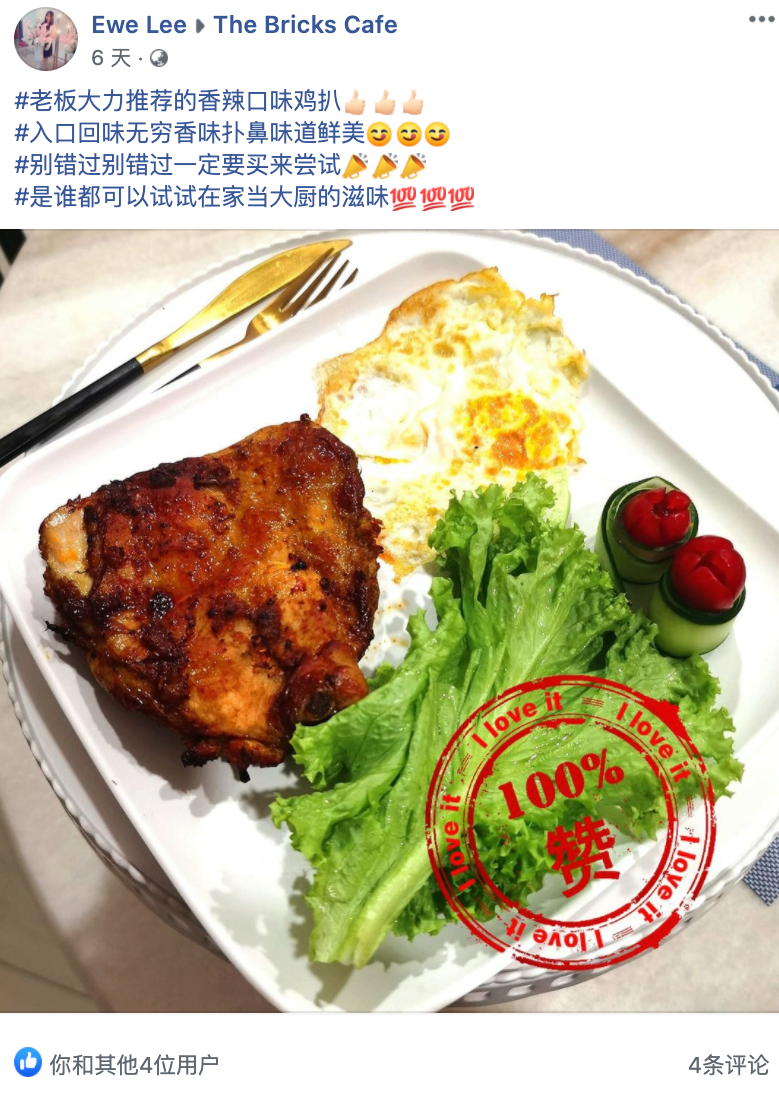 Ewe Lee ▸ The Bricks Cafe
6 天 ·
#老板大力推荐的香辣口味鸡扒👍🏻👍🏻👍🏻
#入口回味无穷香味扑鼻味道鲜美😋😋😋
#别错过别错过一定要买来尝试🎉🎉🎉
#是谁都可以试试在家当大厨的滋味💯💯💯
I love it = I love it = I love it = I love it = I love it =
100%
赞
你和其他4位用户
4条评论